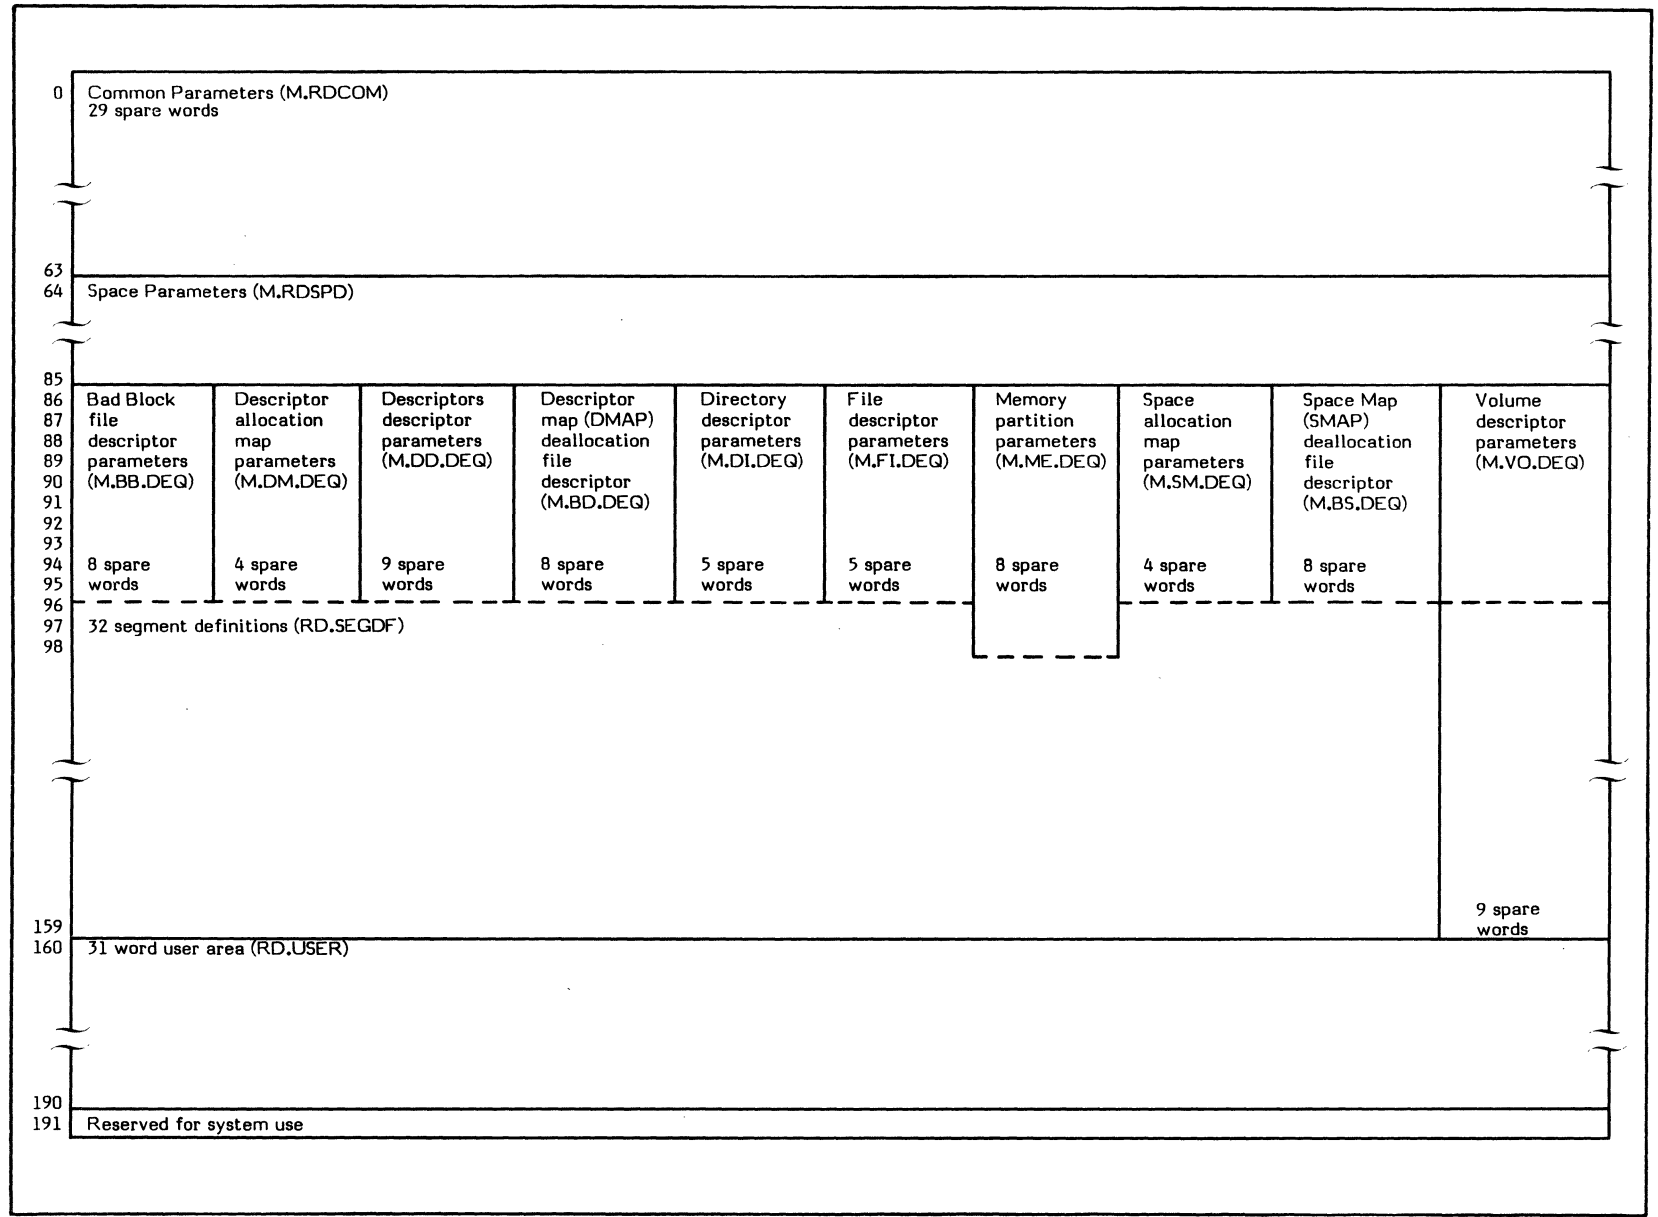 0 Common Parameters (M.RDCOM)
29 spare words
63
64 Space Parameters (M.RDSPD)
85
86
87
88
89
90
91
92
93
94
95
96
97
98
Bad Block
file
descriptor
parameters
(M.BB.DEQ)
8 spare
words
Descriptor
allocation
map
parameters
(M.DM.DEQ)
4 spare
words
Descriptors
descriptor
parameters
(M.DD.DEQ)
9 spare
words
Descriptor
map (DMAP)
deallocation
file
descriptor
(M.BD.DEQ)
8 spare
words
Directory
descriptor
parameters
(M.DI.DEQ)
5 spare
words
File
descriptor
parameters
(M.FI.DEQ)
5 spare
words
Memory
partition
parameters
(M.ME.DEQ)
8 spare
words
Space
allocation
map
parameters
(M.SM.DEQ)
4 spare
words
Space Map
(SMAP)
deallocation
file
descriptor
(M.BS.DEQ)
8 spare
words
Volume
descriptor
parameters
(M.VO.DEQ)
9 spare
words
32 segment definitions (RD.SEGDF)
159
160 31 word user area (RD.USER)
190
191 Reserved for system use